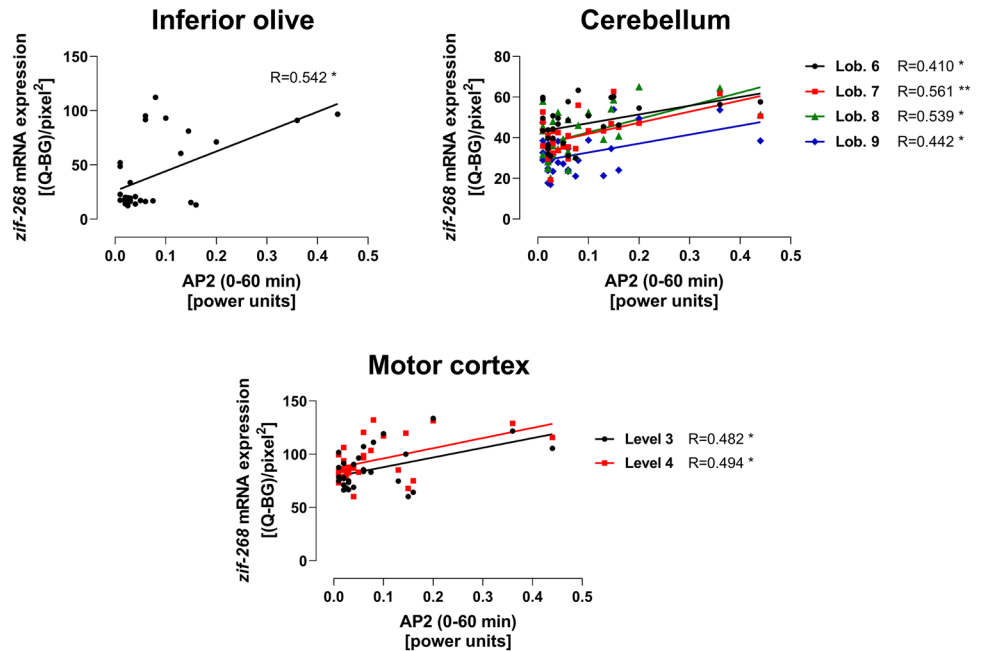 Inferior olive
zif-268 mRNA expression
[(Q-BG)/pixel²]
150
100
50
0
R=0.542 *
0.0 0.1 0.2 0.3 0.4 0.5
AP2 (0-60 min)
[power units]
Cerebellum
zif-268 mRNA expression
[(Q-BG)/pixel²]
80
60
40
20
0
0.0 0.1 0.2 0.3 0.4 0.5
AP2 (0-60 min)
[power units]
Lob. 6 R=0.410 *
Lob. 7 R=0.561 **
Lob. 8 R=0.539 *
Lob. 9 R=0.442 *
Motor cortex
zif-268 mRNA expression
[(Q-BG)/pixel²]
150
100
50
0
0.0 0.1 0.2 0.3 0.4 0.5
AP2 (0-60 min)
[power units]
Level 3 R=0.482 *
Level 4 R=0.494 *